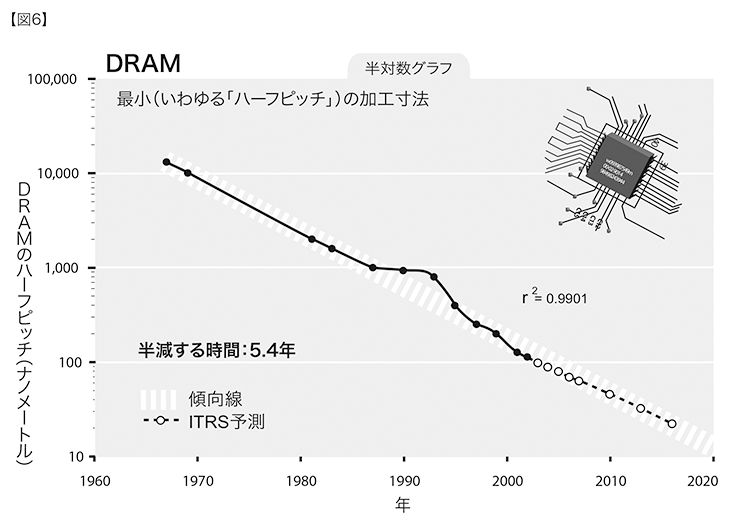 【図6】
DRAM
半対数グラフ
最小(いわゆる「ハーフピッチ」)の加工寸法
DRAMのハーフピッチ(ナノメートル)
100,000
10,000
1,000
100
10
r² = 0.9901
半減する時間:5.4年
傾向線
ITRS予測
1960 1970 1980 1990 2000 2010 2020
年